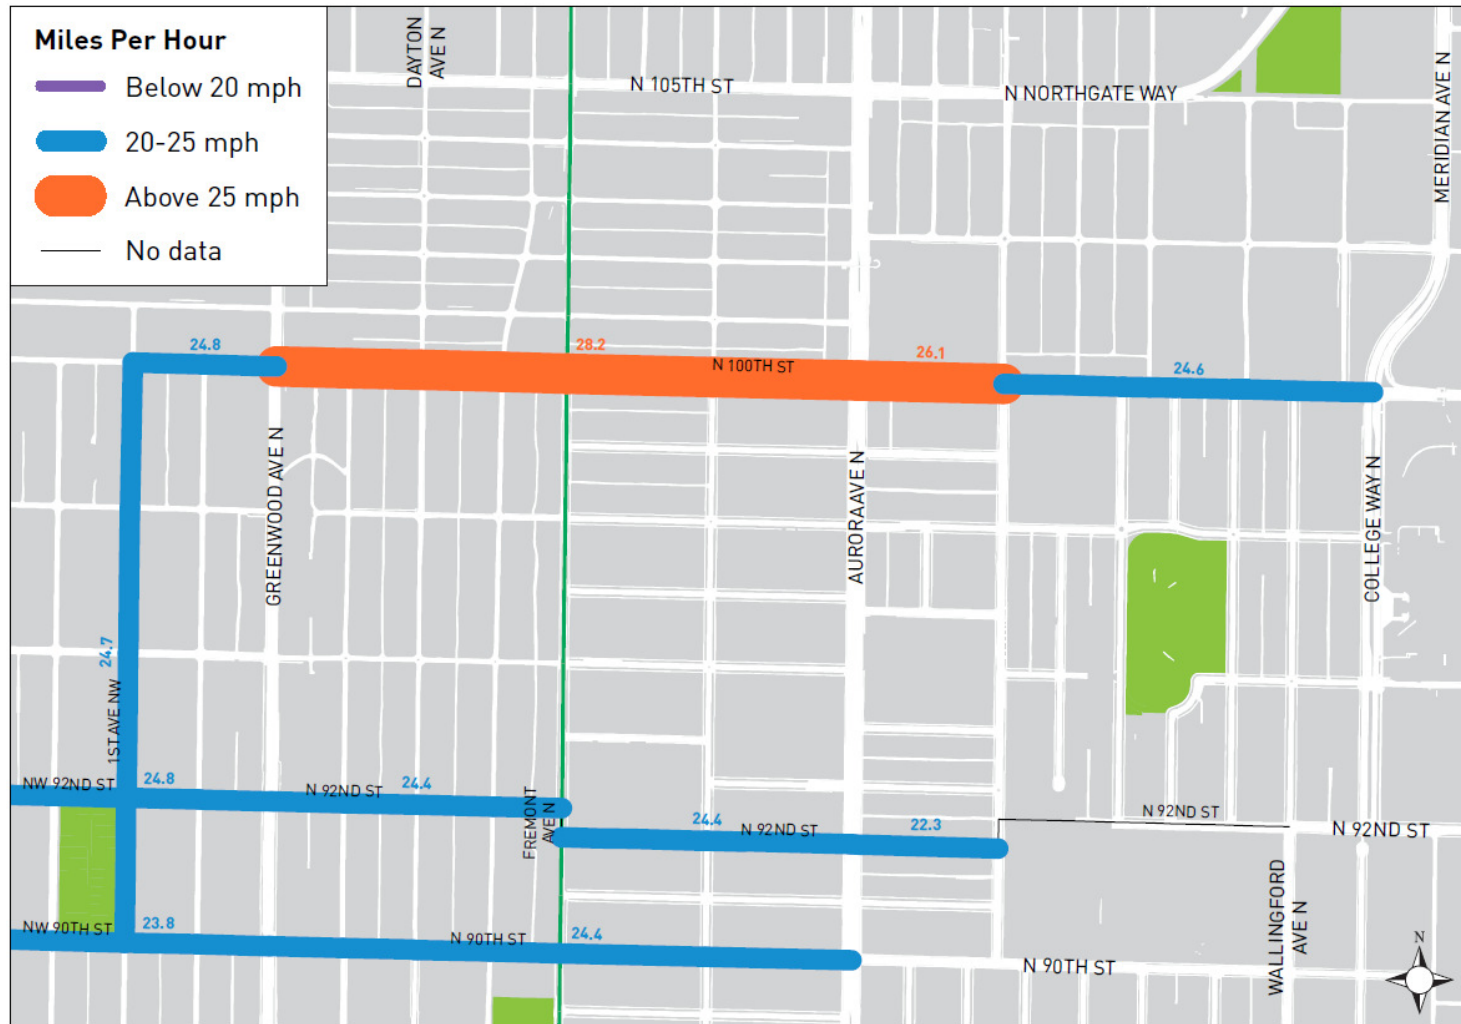 Miles Per Hour
Below 20 mph
20-25 mph
Above 25 mph
No data
DAYTON
AVE N
N 105TH ST
N NORTHGATE WAY
MERIDIAN AVE N
24.8
28.2
26.1
N 100TH ST
24.6
GREENWOOD AVE N
AURORA AVE N
COLLEGE WAY N
24.7
1ST AVE NW
NW 92ND ST
24.8
N 92ND ST
24.4
FREMONT
AVE N
24.4
N 92ND ST
22.3
N 92ND ST
N 92ND ST
WALLINGFORD
AVE N
NW 90TH ST
23.8
N 90TH ST
24.4
N 90TH ST
N